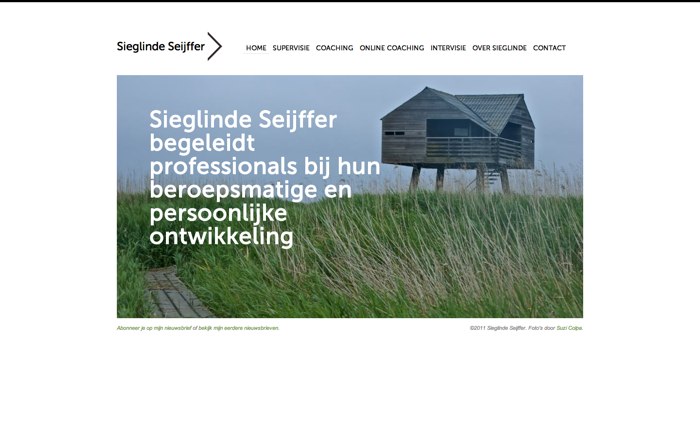 Sieglinde Seijffer
HOME SUPERVISIE COACHING ONLINE COACHING INTERVISIE OVER SIEGLINDE CONTACT
Sieglinde Seijffer
begeleidt
professionals bij hun
beroepsmatige en
persoonlijke
ontwikkeling
Abonneer je op mijn nieuwsbrief of bekijk mijn eerdere nieuwsbrieven.
©2011 Sieglinde Seijffer. Foto's door Suzi Calpa.